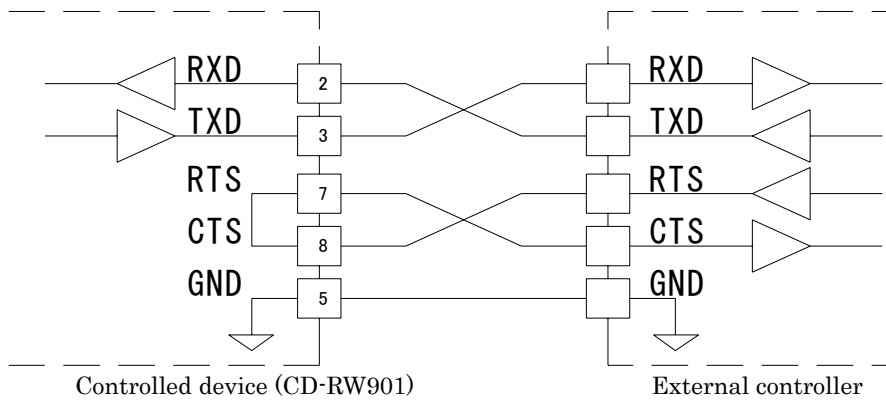 RXD 2 RXD
TXD 3 TXD
RTS 7 RTS
CTS 8 CTS
GND 5 GND
Controlled device (CD-RW901) External controller